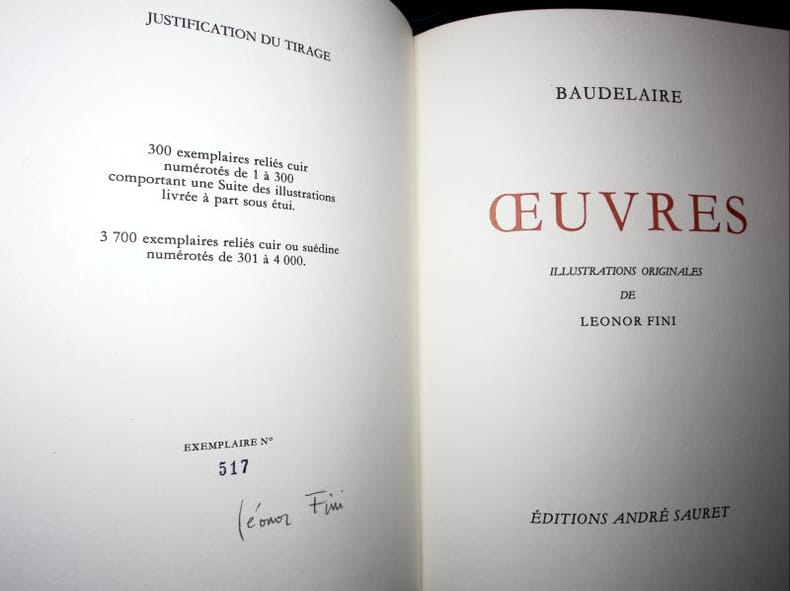 JUSTIFICATION DU TIRAGE
300 exemplaires reliés cuir
numérotés de 1 à 300
comportant une Suite des illustrations
livrée à part sous étui.
3 700 exemplaires reliés cuir ou suédine
numérotés de 301 à 4 000.
EXEMPLAIRE N°
517
Léonor Fini
BAUDELAIRE
ŒUVRES
ILLUSTRATIONS ORIGINALES
DE
LEONOR FINI
ÉDITIONS ANDRÉ SAURET